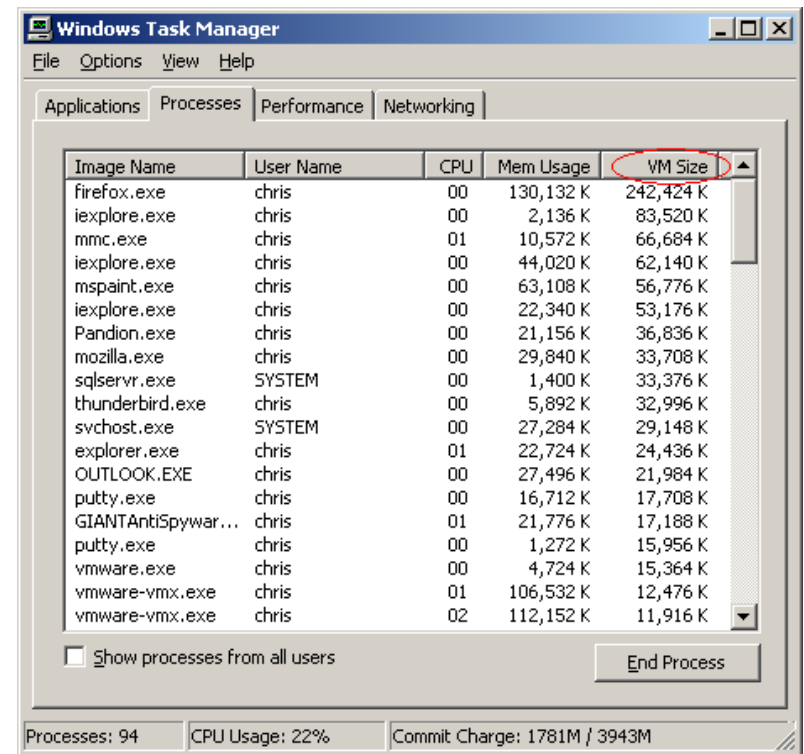 Windows Task Manager
File Options View Help
Applications Processes Performance Networking
Image Name User Name CPU Mem Usage VM Size
firefox.exe chris 00 130,132 K 242,424 K
iexplore.exe chris 00 2,136 K 83,520 K
mmc.exe chris 01 10,572 K 66,684 K
iexplore.exe chris 00 44,020 K 62,140 K
mspaint.exe chris 00 63,108 K 56,776 K
iexplore.exe chris 00 22,340 K 53,176 K
Pandion.exe chris 00 21,156 K 36,836 K
mozilla.exe chris 00 29,840 K 33,708 K
sqlservr.exe SYSTEM 00 1,400 K 33,376 K
thunderbird.exe chris 00 5,892 K 32,996 K
svchost.exe SYSTEM 00 27,284 K 29,148 K
explorer.exe chris 01 22,724 K 24,436 K
OUTLOOK.EXE chris 00 27,496 K 21,984 K
putty.exe chris 00 16,712 K 17,708 K
GIANTAntiSpywar... chris 01 21,776 K 17,188 K
putty.exe chris 00 1,272 K 15,956 K
vmware.exe chris 00 4,724 K 15,364 K
vmware-vmx.exe chris 01 106,532 K 12,476 K
vmware-vmx.exe chris 02 112,152 K 11,916 K
Show processes from all users End Process
Processes: 94 CPU Usage: 22% Commit Charge: 1781M / 3943M